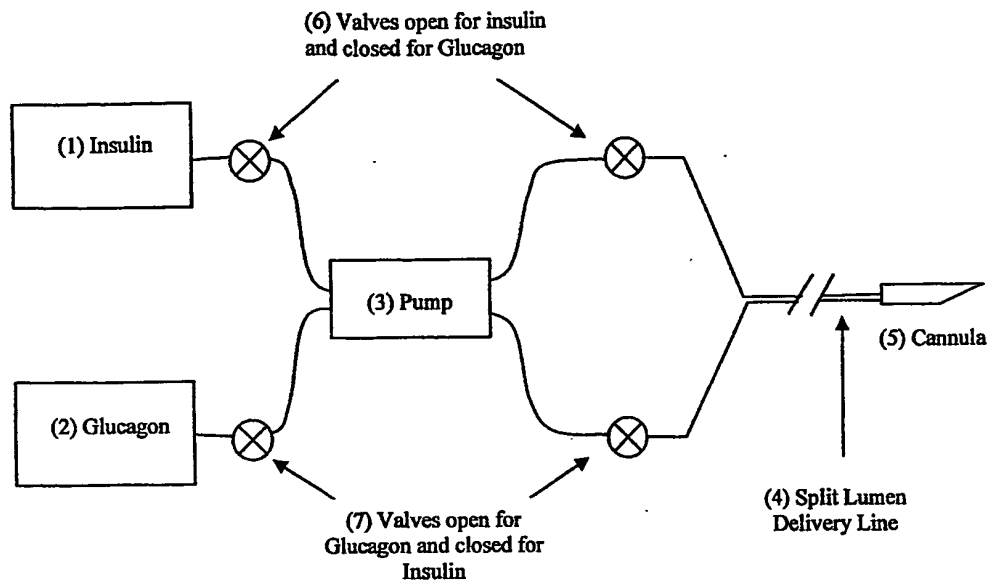 (6) Valves open for insulin
and closed for Glucagon
(1) Insulin
(3) Pump
(5) Cannula
(2) Glucagon
(4) Split Lumen
Delivery Line
(7) Valves open for
Glucagon and closed for
Insulin